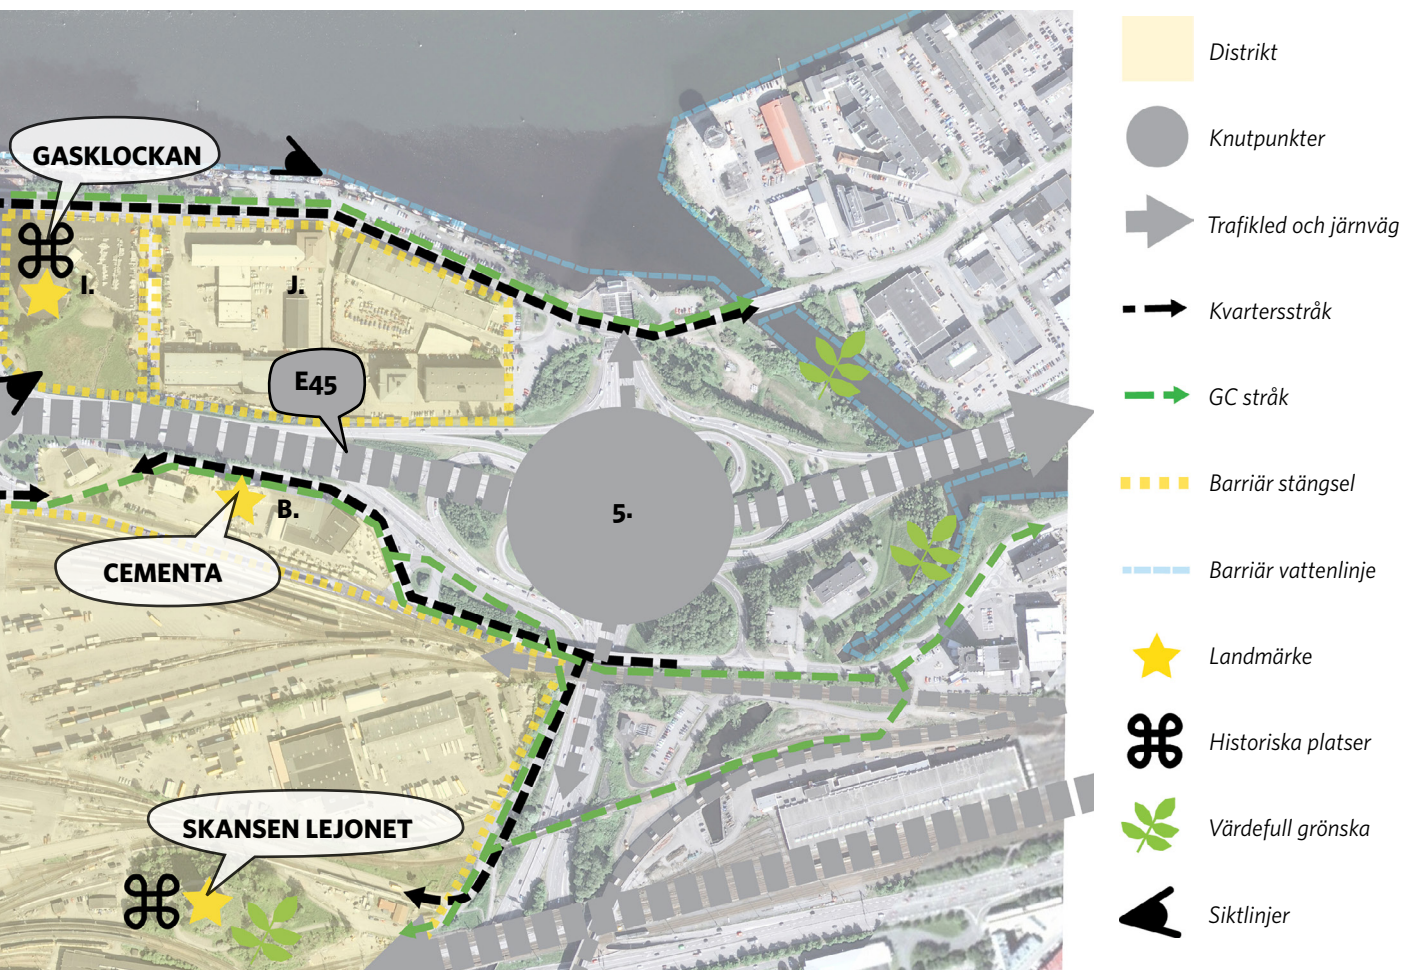 GASKLOCKAN
I.
J.
E45
B.
5.
CEMENTA
SKANSEN LEJONET
Distrikt
Knutpunkter
Trafikled och järnväg
Kvartersstråk
GC stråk
Barriär stängsel
Barriär vattenlinje
Landmärke
Historiska platser
Värdefull grönska
Siktlinjer